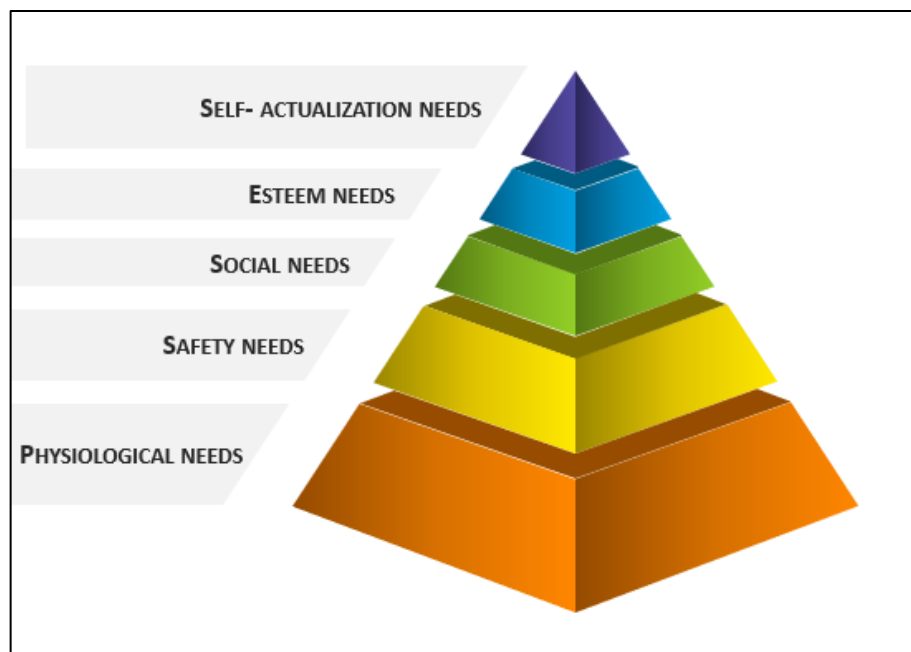 Self- actualization needs
Esteem needs
Social needs
Safety needs
Physiological needs